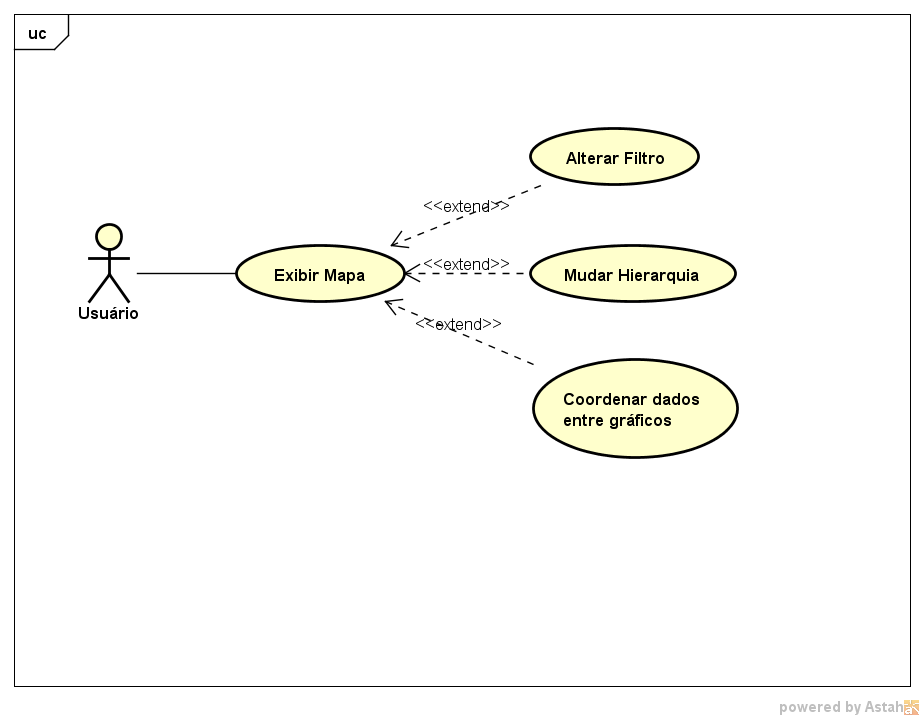 uc
Alterar Filtro
<<extend>>
<<extend>>
Exibir Mapa
Mudar Hierarquia
Usuário
<<extend>>
Coordenar dados
entre gráficos
powered by Astah